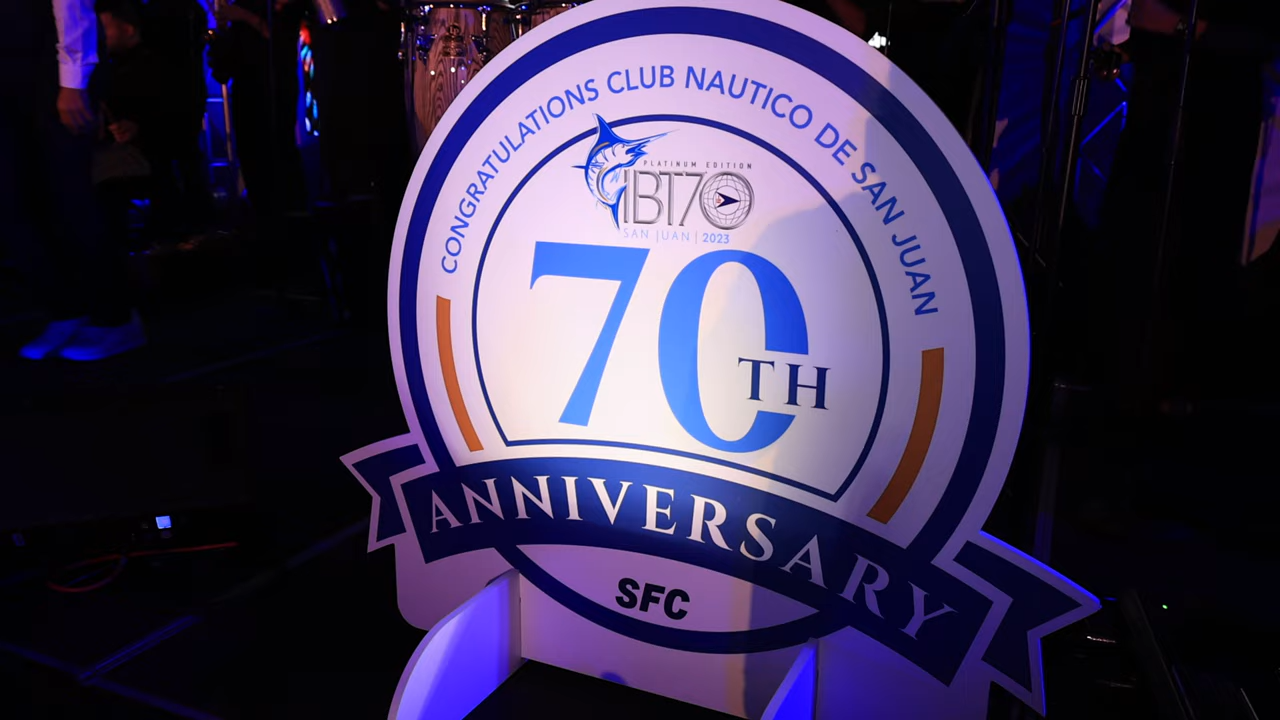 CONGRATULATIONS CLUB NAUTICO DE SAN JUAN
PLATINUM EDITION
IBT70
SAN JUAN | 2023
70TH
ANNIVERSARY
SFC